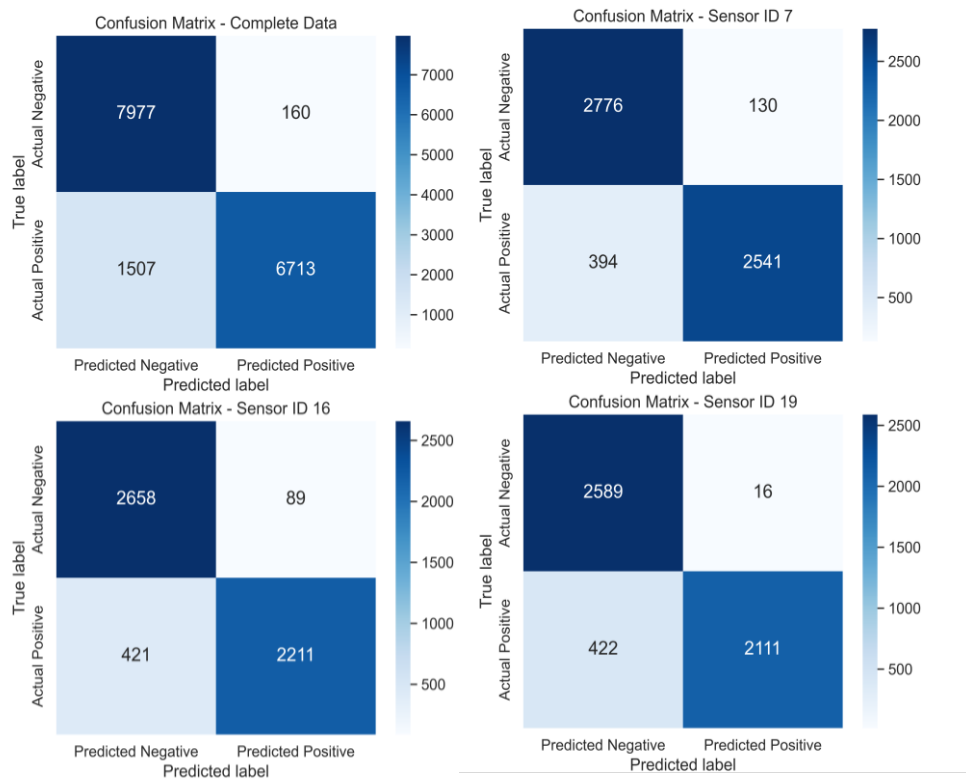 Confusion Matrix - Complete Data
True label
Actual Negative
Actual Positive
7977 160
1507 6713
7000
6000
5000
4000
3000
2000
1000
Predicted Negative Predicted Positive
Predicted label
Confusion Matrix - Sensor ID 7
True label
Actual Negative
Actual Positive
2776 130
394 2541
2500
2000
1500
1000
500
Predicted Negative Predicted Positive
Predicted label
Confusion Matrix - Sensor ID 16
True label
Actual Negative
Actual Positive
2658 89
421 2211
2500
2000
1500
1000
500
Predicted Negative Predicted Positive
Predicted label
Confusion Matrix - Sensor ID 19
True label
Actual Negative
Actual Positive
2589 16
422 2111
2500
2000
1500
1000
500
Predicted Negative Predicted Positive
Predicted label